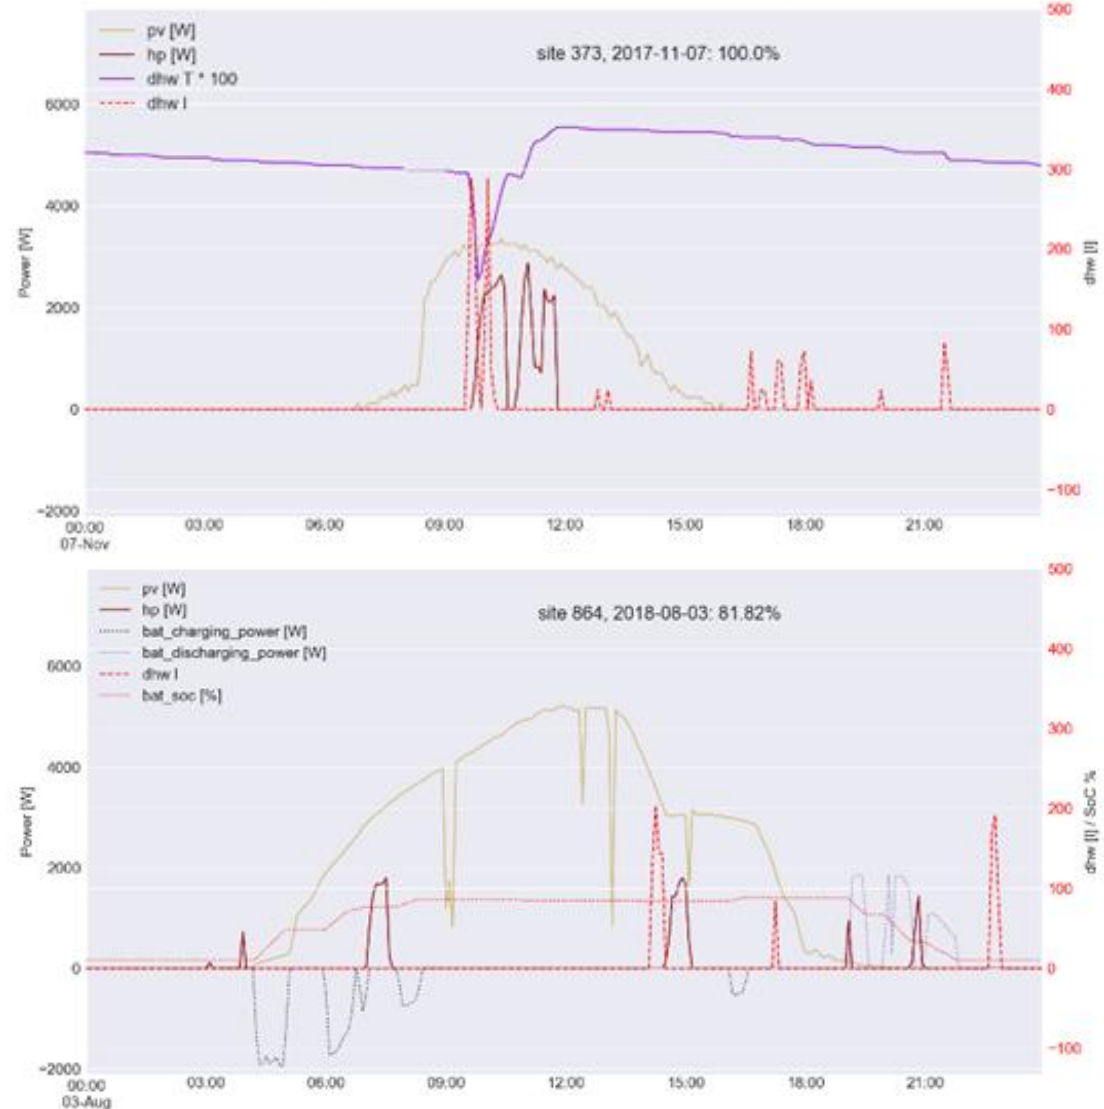 500
pv [W]
hp [W]
dhw T * 100
dhw l
site 373, 2017-11-07: 100.0%
400
6000
300
4000
200
2000
100
0
0
−100
−2000
Power [W]
dhw [l]
00:00
03:00
06:00
09:00
12:00
15:00
18:00
21:00
07-Nov
500
pv [W]
hp [W]
bat_charging_power [W]
bat_discharging_power [W]
dhw l
bat_soc [%]
site 864, 2018-08-03: 81.82%
400
6000
300
4000
200
2000
100
0
0
−100
−2000
Power [W]
dhw [l] / SoC %
00:00
03:00
06:00
09:00
12:00
15:00
18:00
21:00
03-Aug